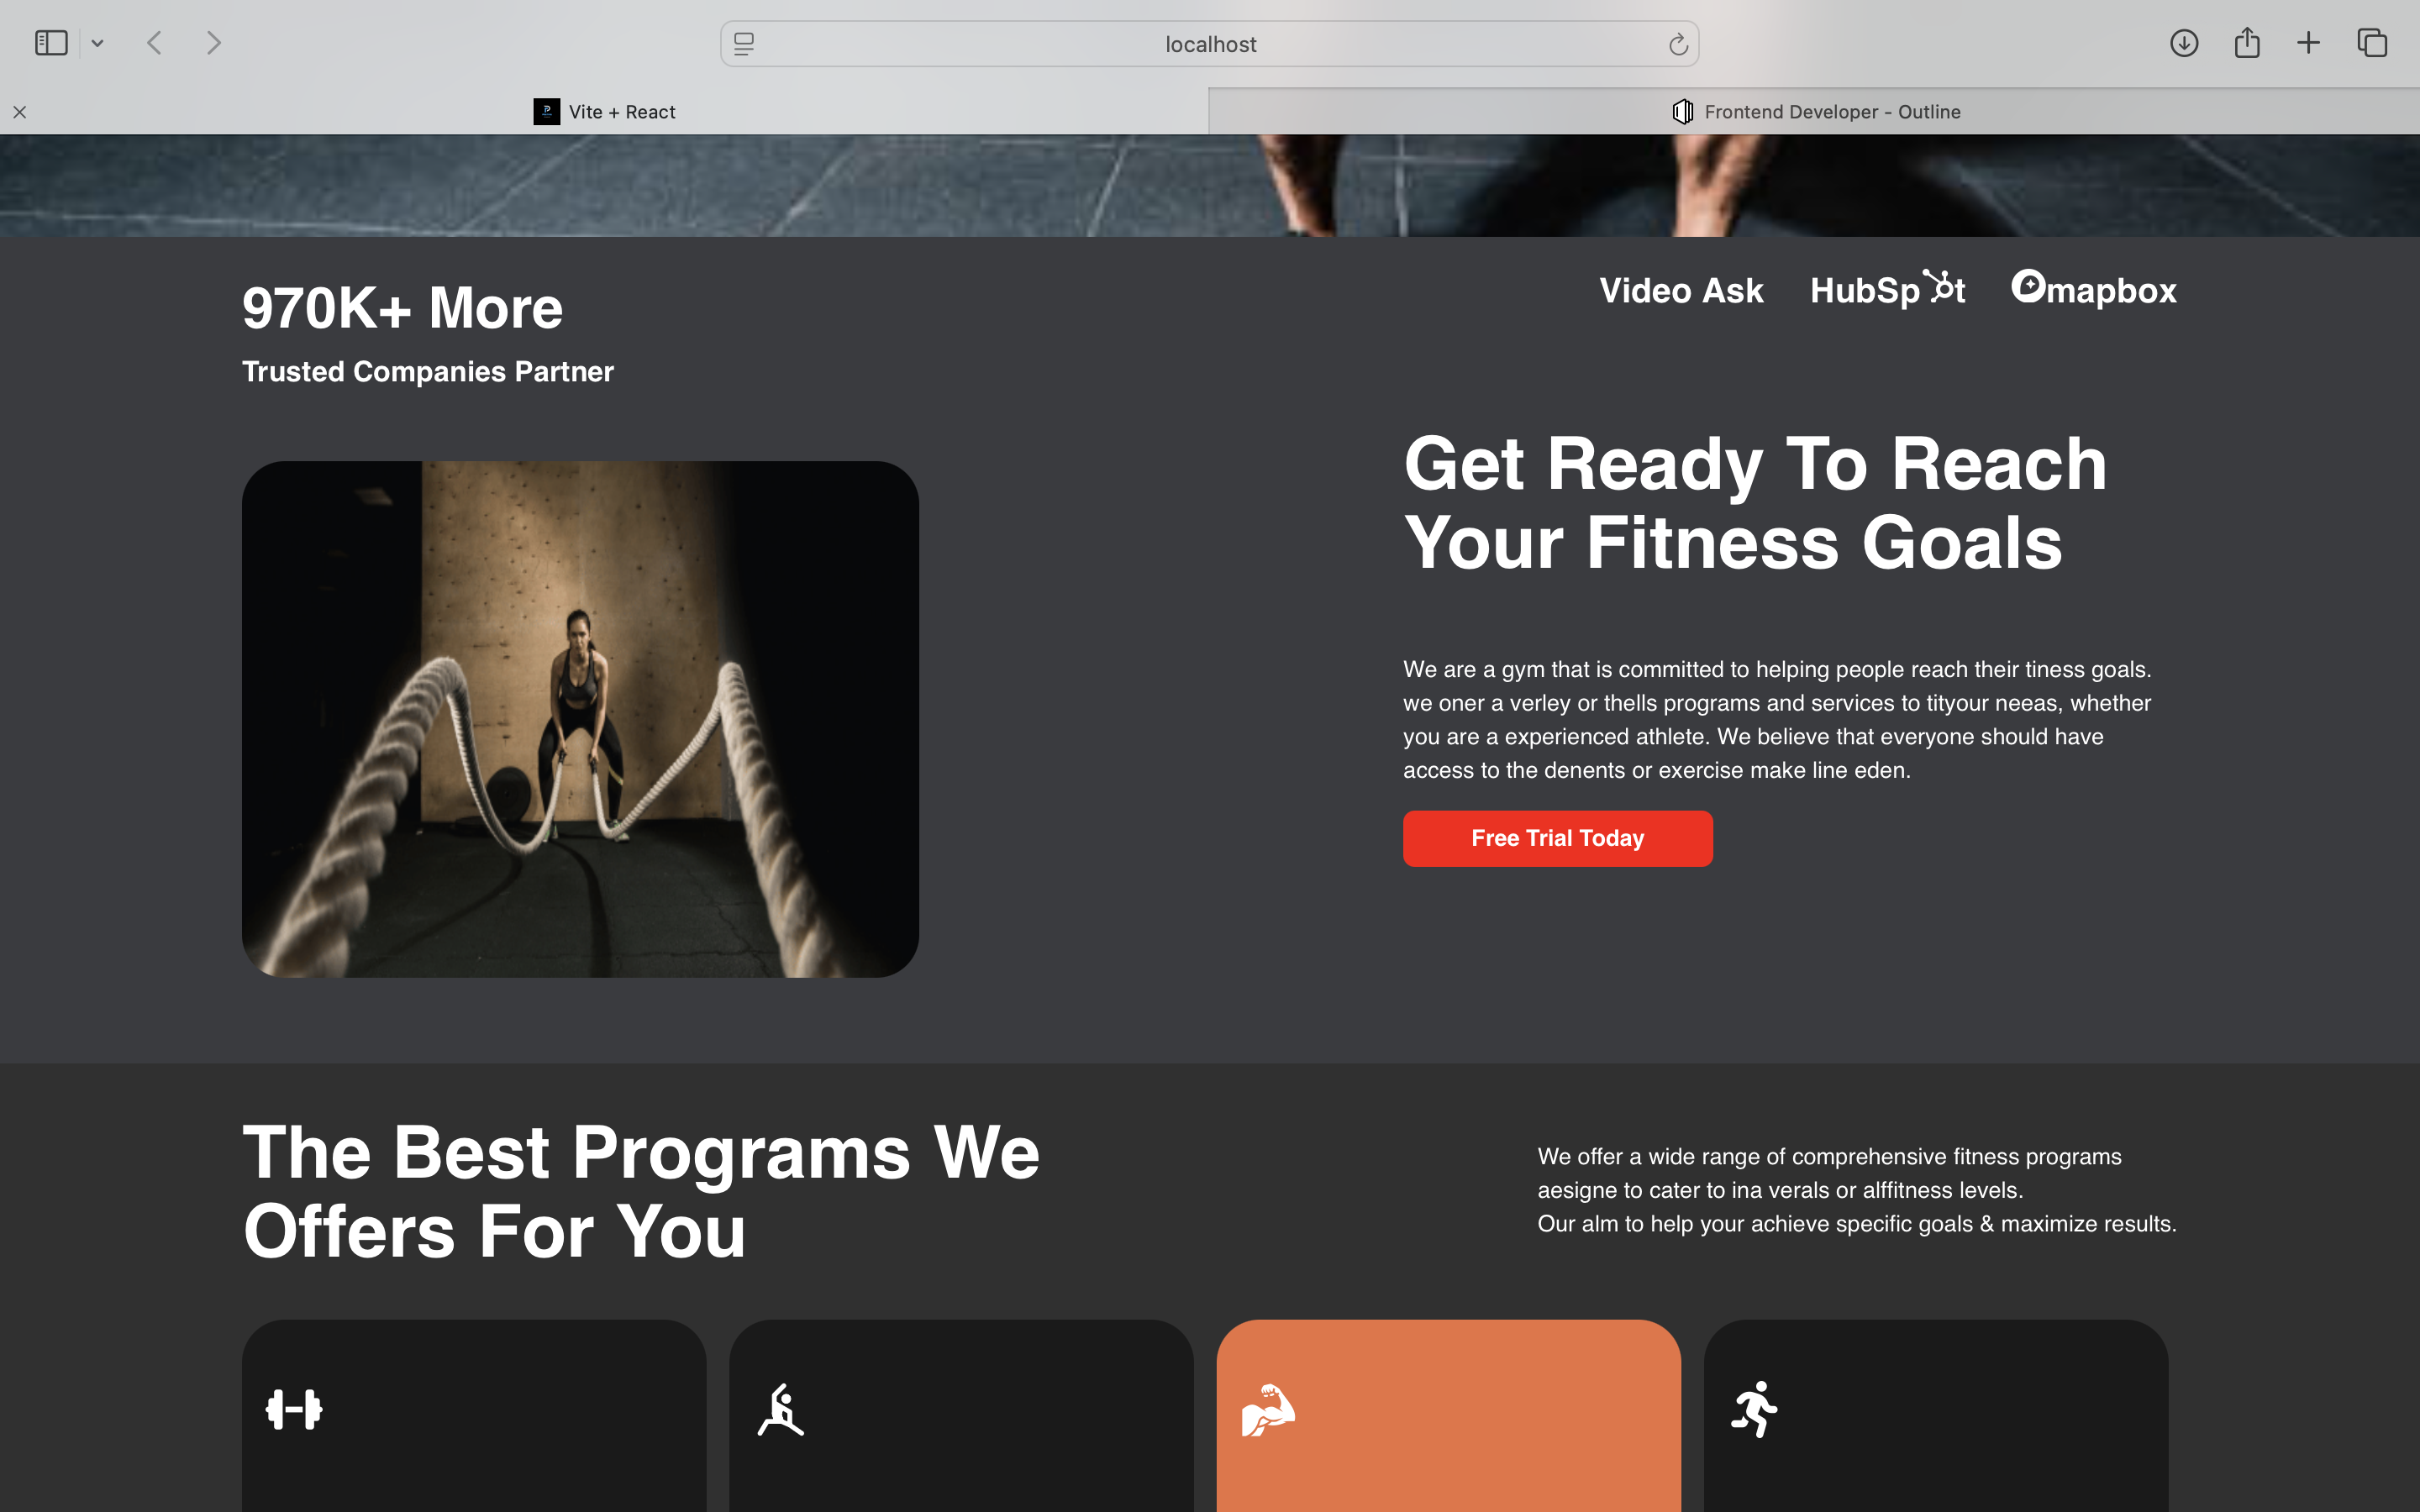 localhost
Vite + React
Frontend Developer - Outline
970K+ More
Trusted Companies Partner
Video Ask
HubSpt
mapbox
Get Ready To Reach
Your Fitness Goals
We are a gym that is committed to helping people reach their tiness goals.
we oner a verley or thells programs and services to tityour neeas, whether
you are a experienced athlete. We believe that everyone should have
access to the denents or exercise make line eden.
Free Trial Today
The Best Programs We
Offers For You
We offer a wide range of comprehensive fitness programs
aesigne to cater to ina verals or alffitness levels.
Our alm to help your achieve specific goals & maximize results.